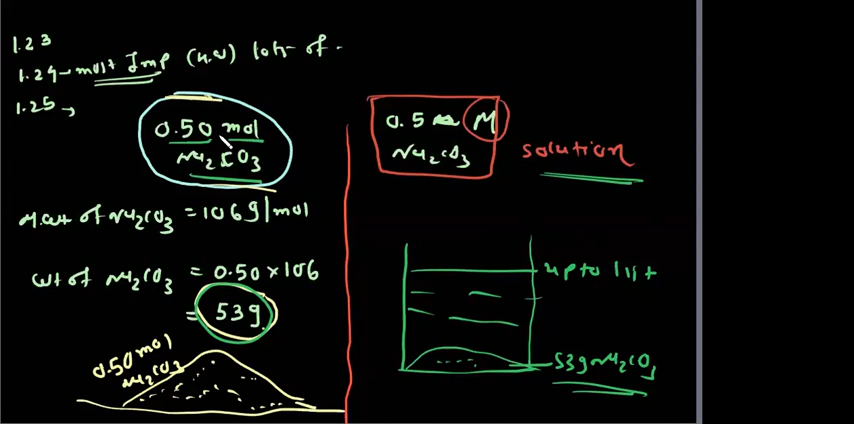 1.23
1.24 - most Imp (u.v) lots of -
1.25 →
0.50 mol
Na2CO3
M.wt of Na2CO3 = 106g/mol
wt of Na2CO3 = 0.50 × 106
= 53g
0.50 mol
Na2CO3
0.5 M
Na2CO3
solution
upto 1 lit
53g Na2CO3